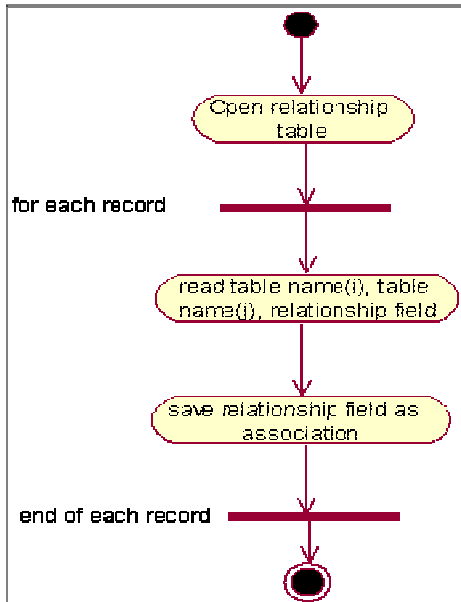 Open relationship
table
for each record
read table name(i), table
name(j), relationship field
save relationship field as
association
end of each record